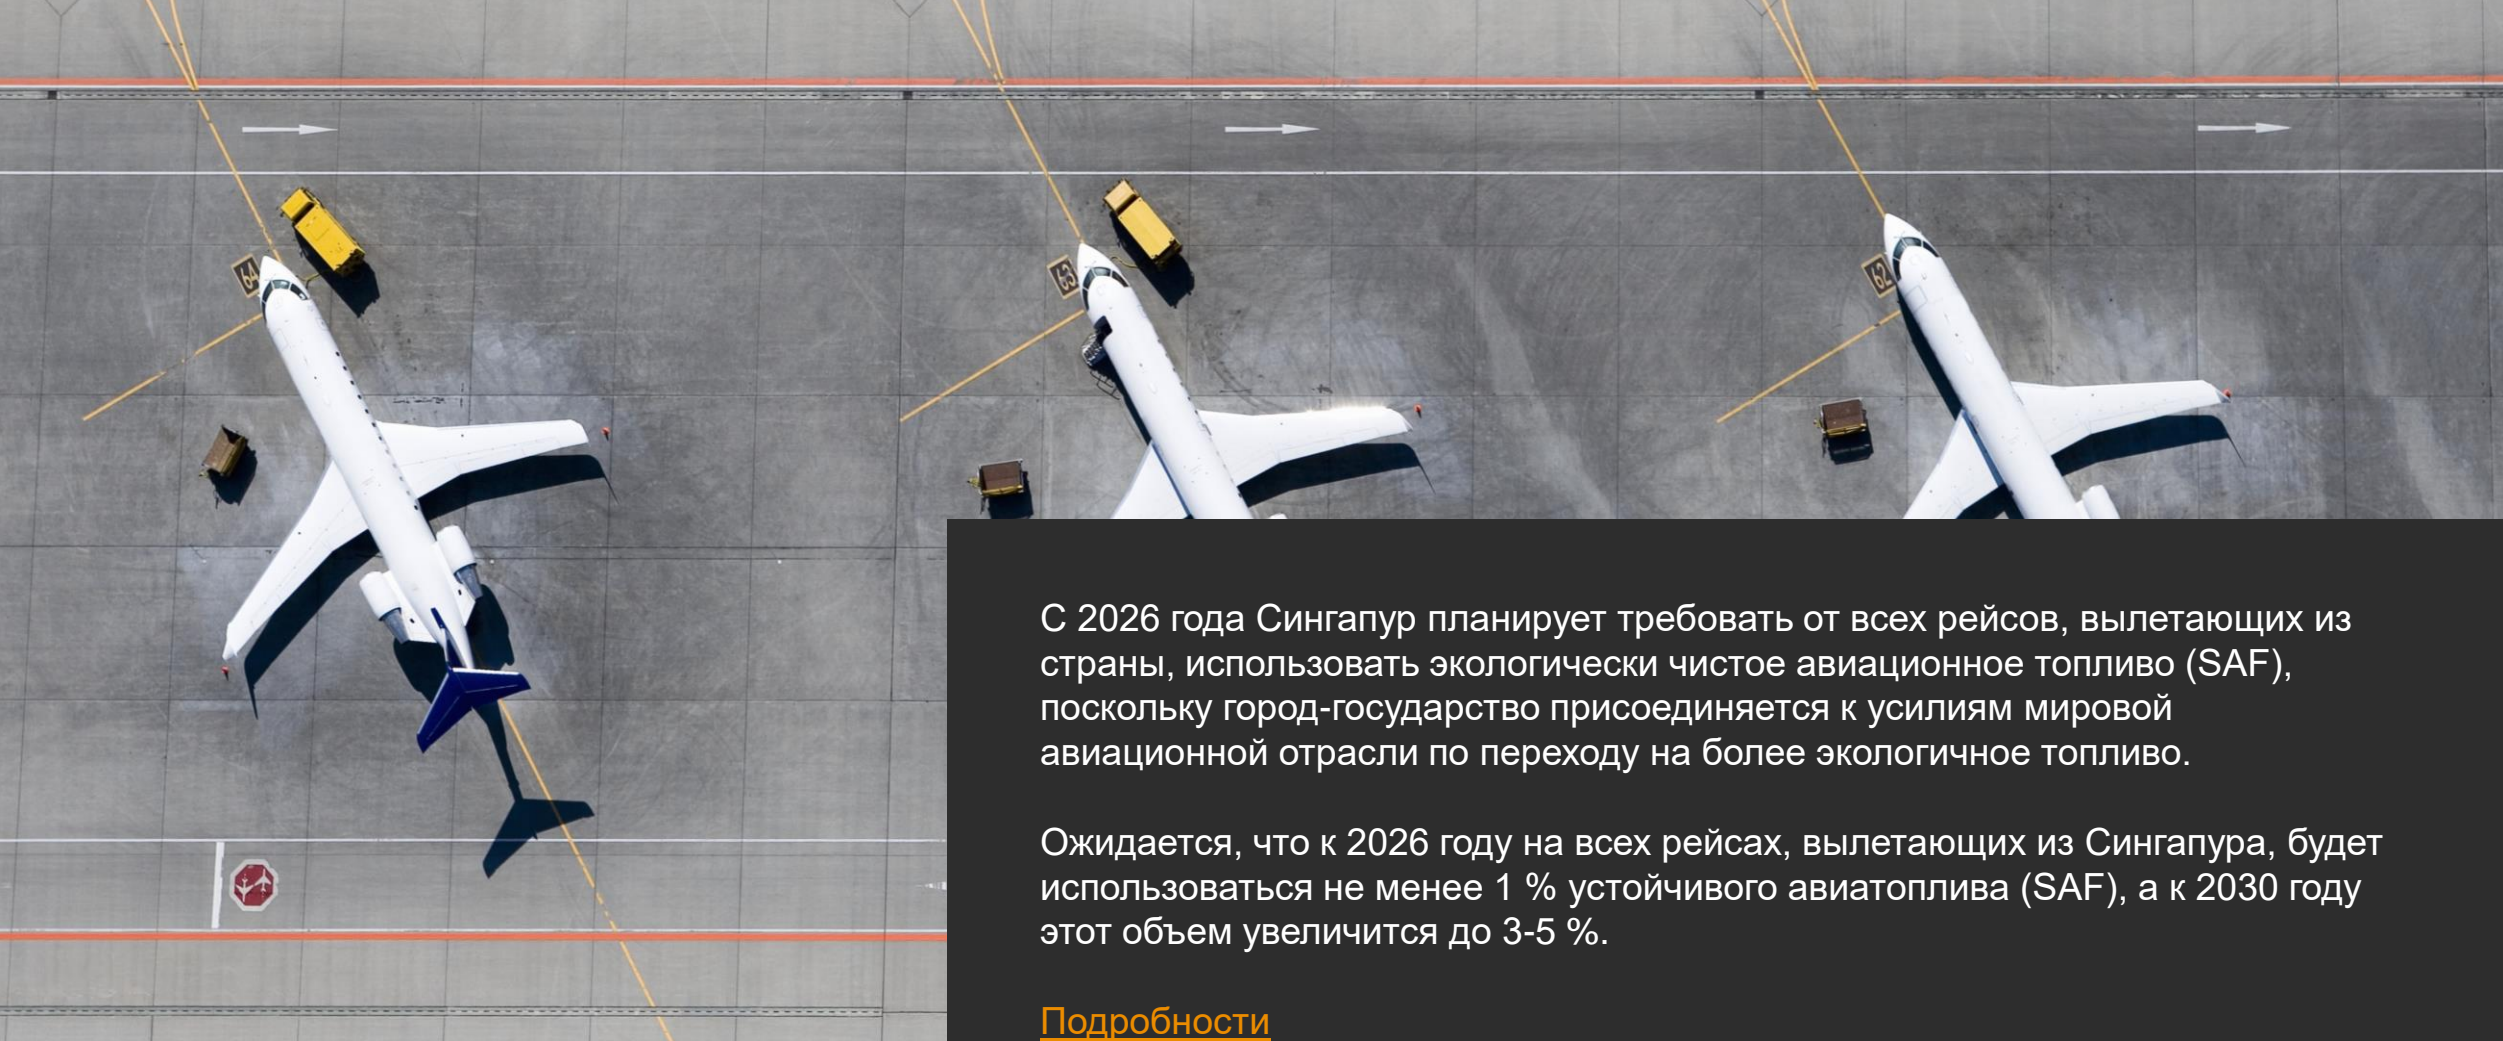 64
63
62
С 2026 года Сингапур планирует требовать от всех рейсов, вылетающих из
страны, использовать экологически чистое авиационное топливо (SAF),
поскольку город-государство присоединяется к усилиям мировой
авиационной отрасли по переходу на более экологичное топливо.
Ожидается, что к 2026 году на всех рейсах, вылетающих из Сингапура, будет
использоваться не менее 1 % устойчивого авиатоплива (SAF), а к 2030 году
этот объем увеличится до 3-5 %.
Подробности